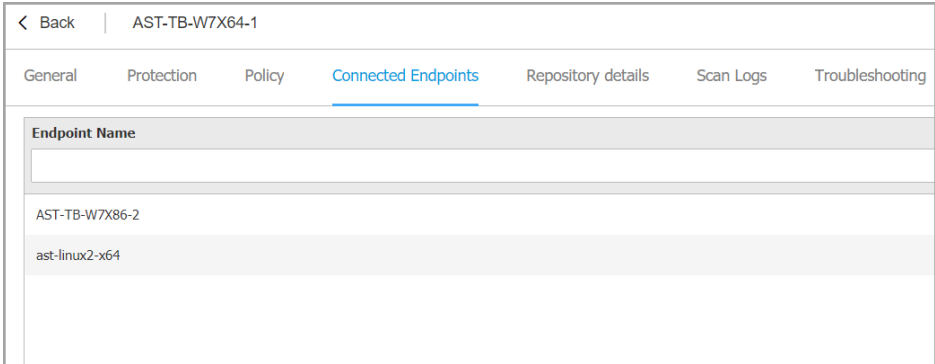 Back AST-TB-W7X64-1
General Protection Policy Connected Endpoints Repository details Scan Logs Troubleshooting
Endpoint Name
AST-TB-W7X86-2
ast-linux2-x64